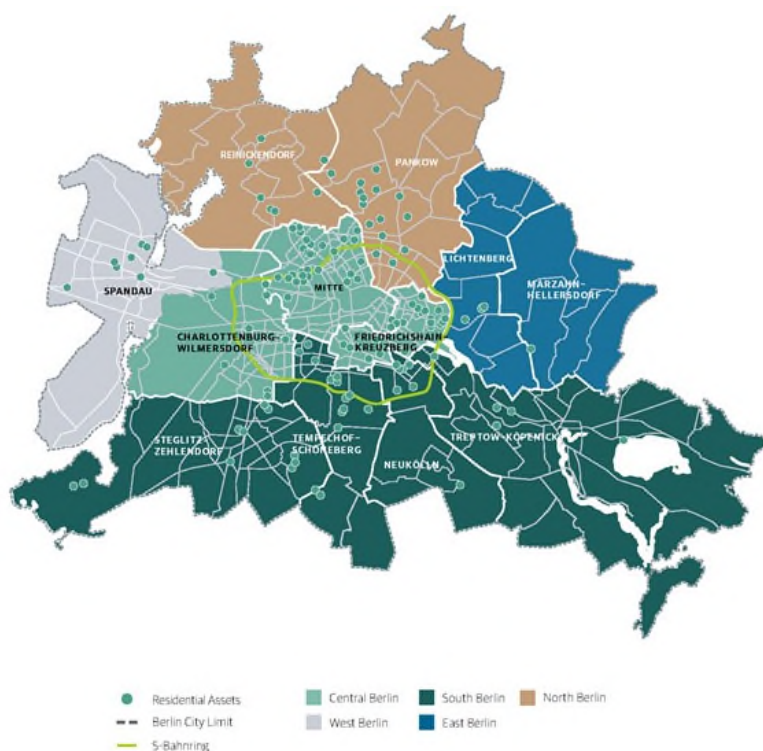 REINICKENDORF
PANKOW
LICHTENBERG
MARZAHN-
HELLERSDORF
SPANDAU
MITTE
CHARLOTTENBURG-
WILMERSDORF
FRIEDRICHSHAIN-
KREUZBERG
STEGLITZ-
ZEHLENDORF
TEMPELHOF-
SCHÖNEBERG
NEUKÖLLN
TREPTOW-KÖPENICK
Residential Assets
Central Berlin
South Berlin
North Berlin
Berlin City Limit
West Berlin
East Berlin
S-Bahnring